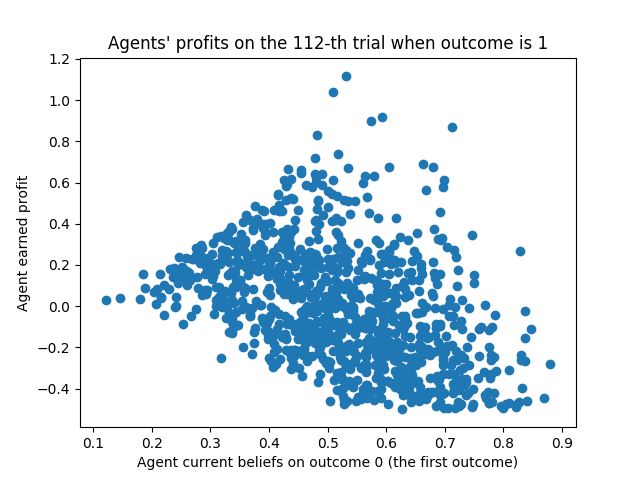 Agents' profits on the 112-th trial when outcome is 1
Agent earned profit
1.2
1.0
0.8
0.6
0.4
0.2
0.0
−0.2
−0.4
0.1 0.2 0.3 0.4 0.5 0.6 0.7 0.8 0.9
Agent current beliefs on outcome 0 (the first outcome)